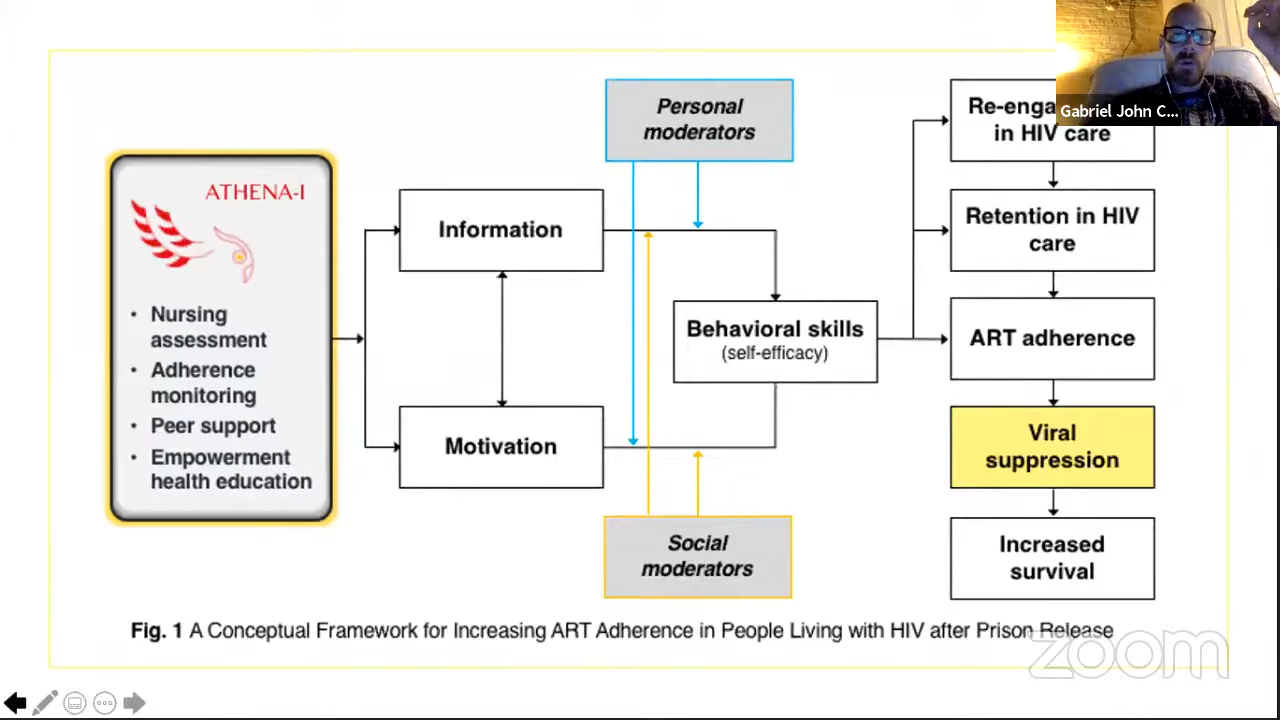 Gabriel John C...
ATHENA-I
• Nursing
assessment
• Adherence
monitoring
• Peer support
• Empowerment
health education
Information
Motivation
Personal
moderators
Social
moderators
Behavioral skills
(self-efficacy)
in HIV care
Retention in HIV
care
ART adherence
Viral
suppression
Increased
survival
Fig. 1 A Conceptual Framework for Increasing ART Adherence in People Living with HIV after Prison Release
zoom